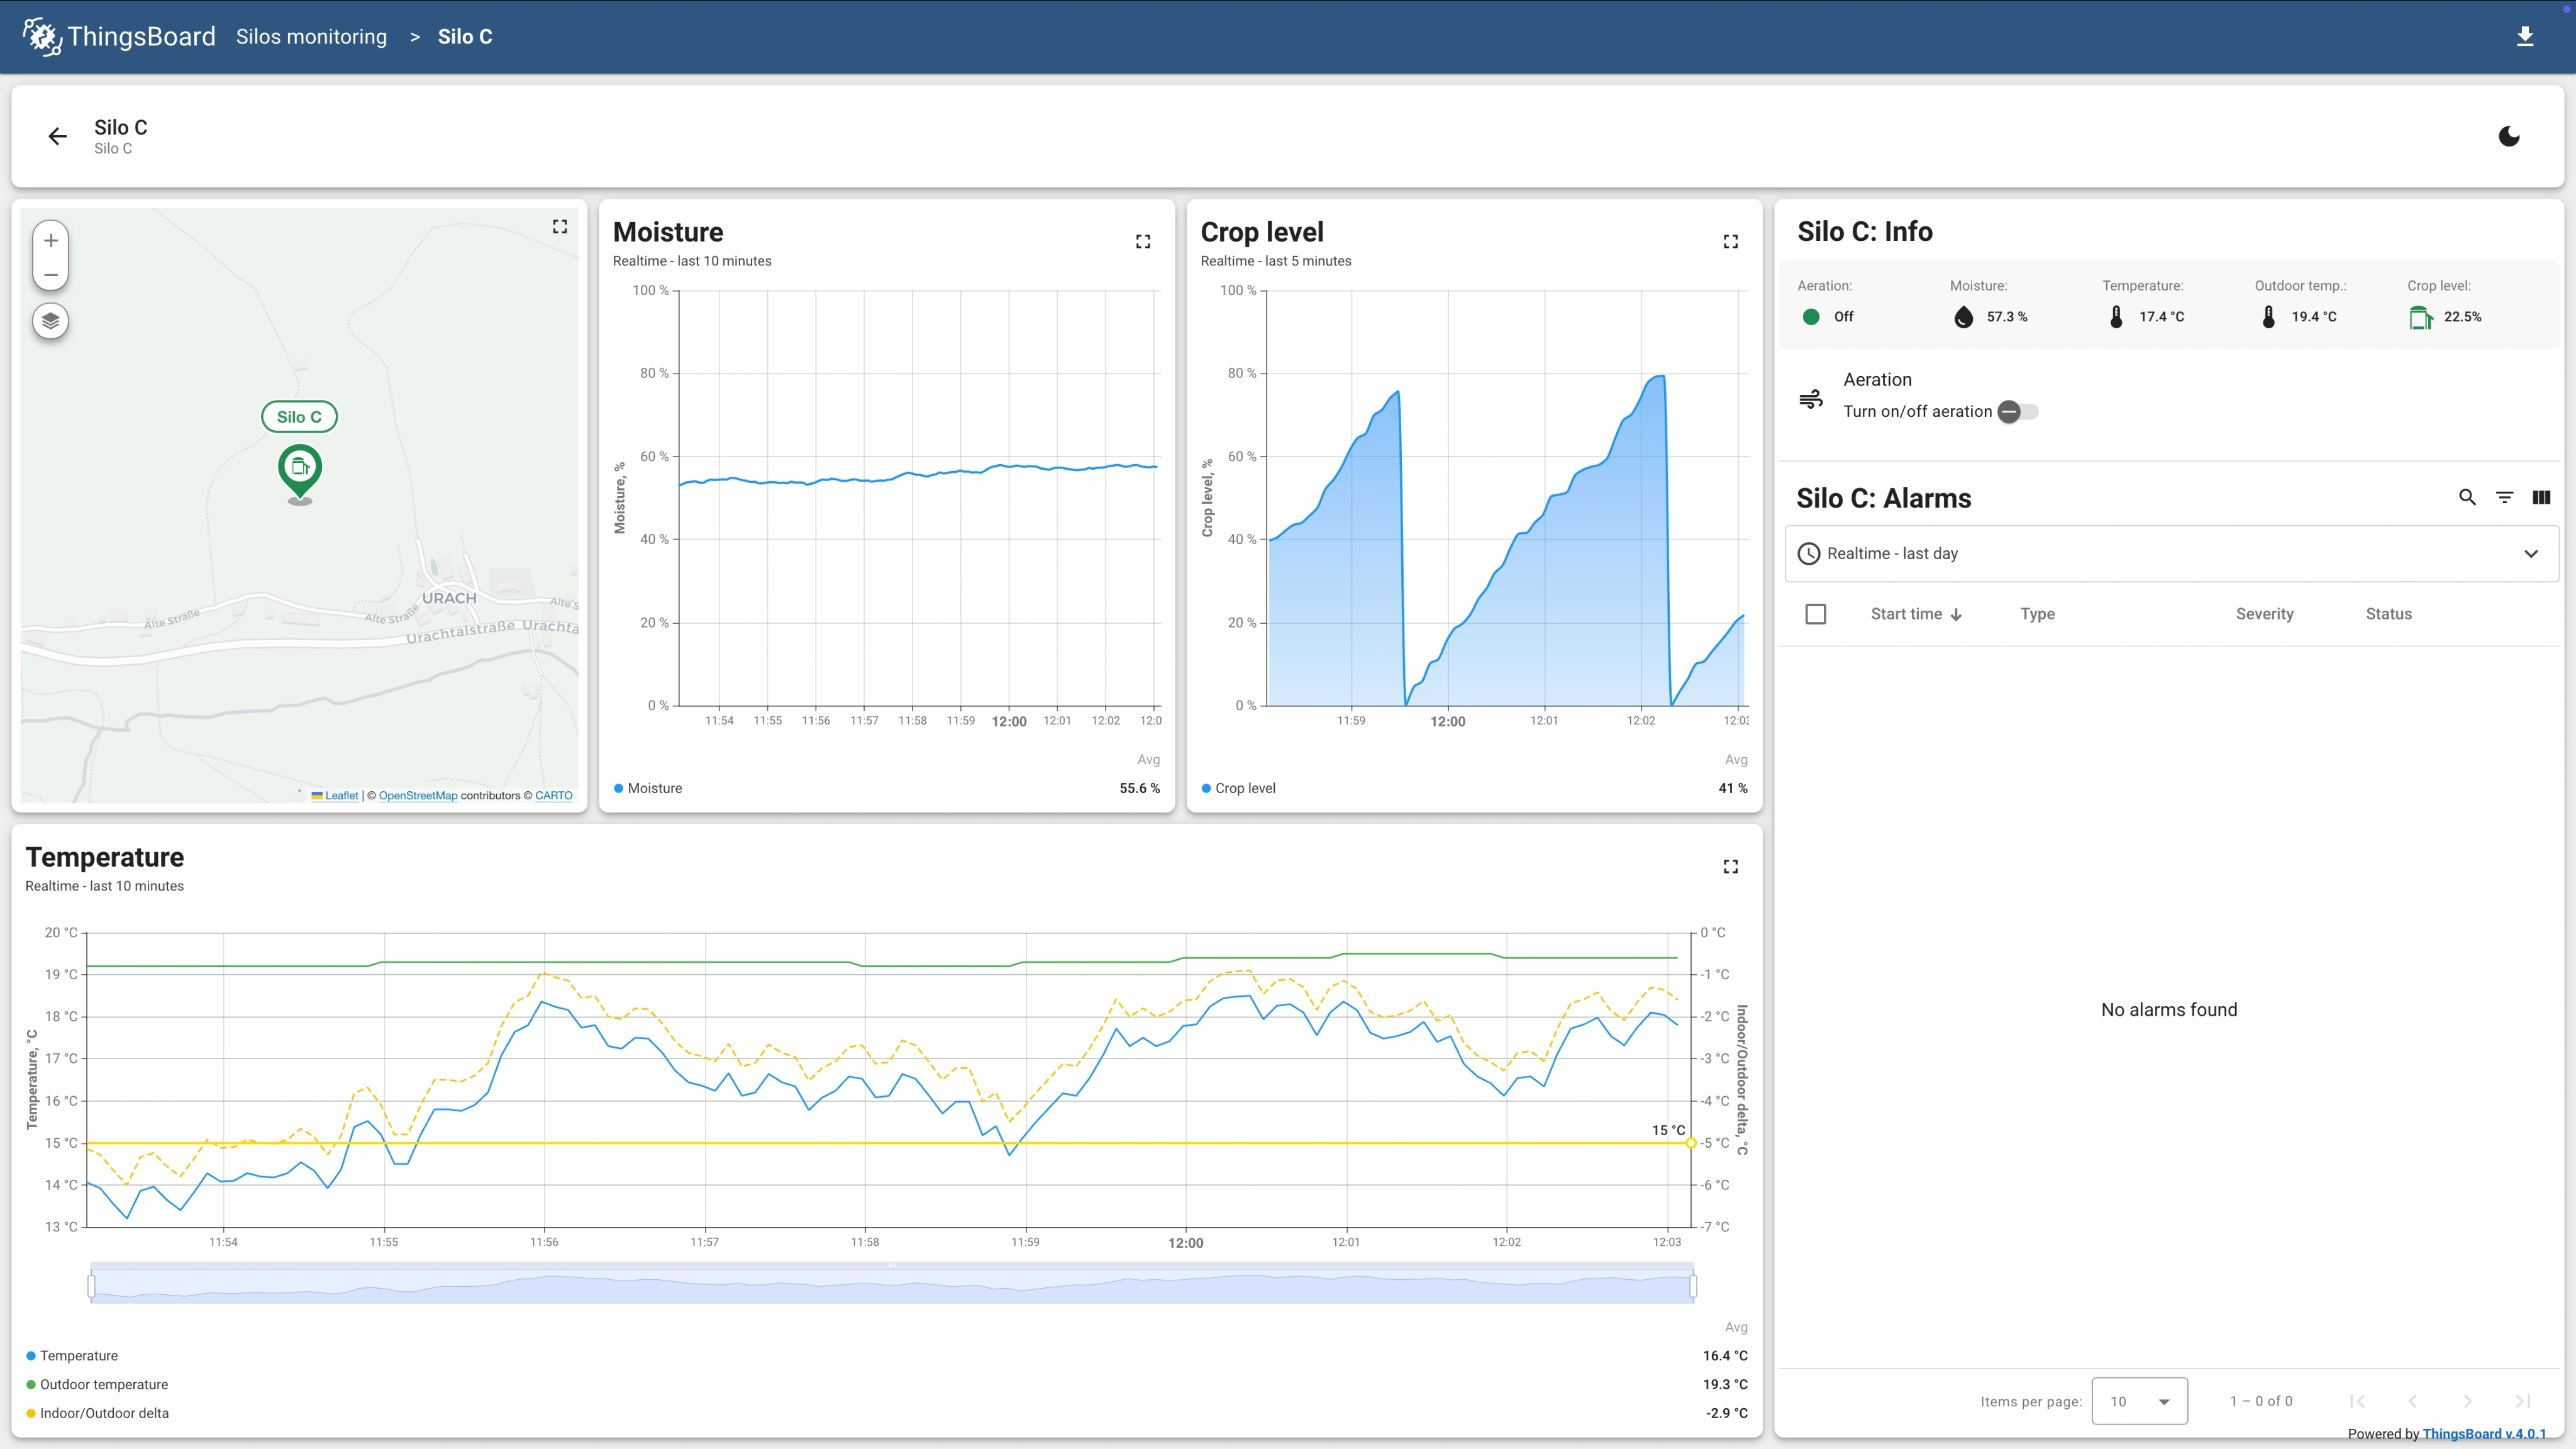 ThingsBoard Silos monitoring > Silo C
Silo C
Silo C
+
−
Silo C
URACH
Alte Straße
Alte Straße
Alte S
Urachtalstraße
Urachta
Leaflet | © OpenStreetMap contributors © CARTO
Moisture
Realtime - last 10 minutes
100 %
80 %
60 %
40 %
20 %
0 %
Moisture, %
11:54 11:55 11:56 11:57 11:58 11:59 12:00 12:01 12:02 12:0
Avg
Moisture 55.6 %
Crop level
Realtime - last 5 minutes
100 %
80 %
60 %
40 %
20 %
0 %
Crop level, %
11:59 12:00 12:01 12:02 12:03
Avg
Crop level 41 %
Silo C: Info
Aeration: Moisture: Temperature: Outdoor temp.: Crop level:
Off 57.3 % 17.4 °C 19.4 °C 22.5%
Aeration
Turn on/off aeration
Silo C: Alarms
Realtime - last day
Start time Type Severity Status
No alarms found
Items per page: 10 1 – 0 of 0
Temperature
Realtime - last 10 minutes
20 °C
19 °C
18 °C
17 °C
16 °C
15 °C
14 °C
13 °C
Temperature, °C
0 °C
-1 °C
-2 °C
-3 °C
-4 °C
-5 °C
-6 °C
-7 °C
Indoor/Outdoor delta, °C
15 °C
11:54 11:55 11:56 11:57 11:58 11:59 12:00 12:01 12:02 12:03
Avg
Temperature 16.4 °C
Outdoor temperature 19.3 °C
Indoor/Outdoor delta -2.9 °C
Powered by ThingsBoard v.4.0.1